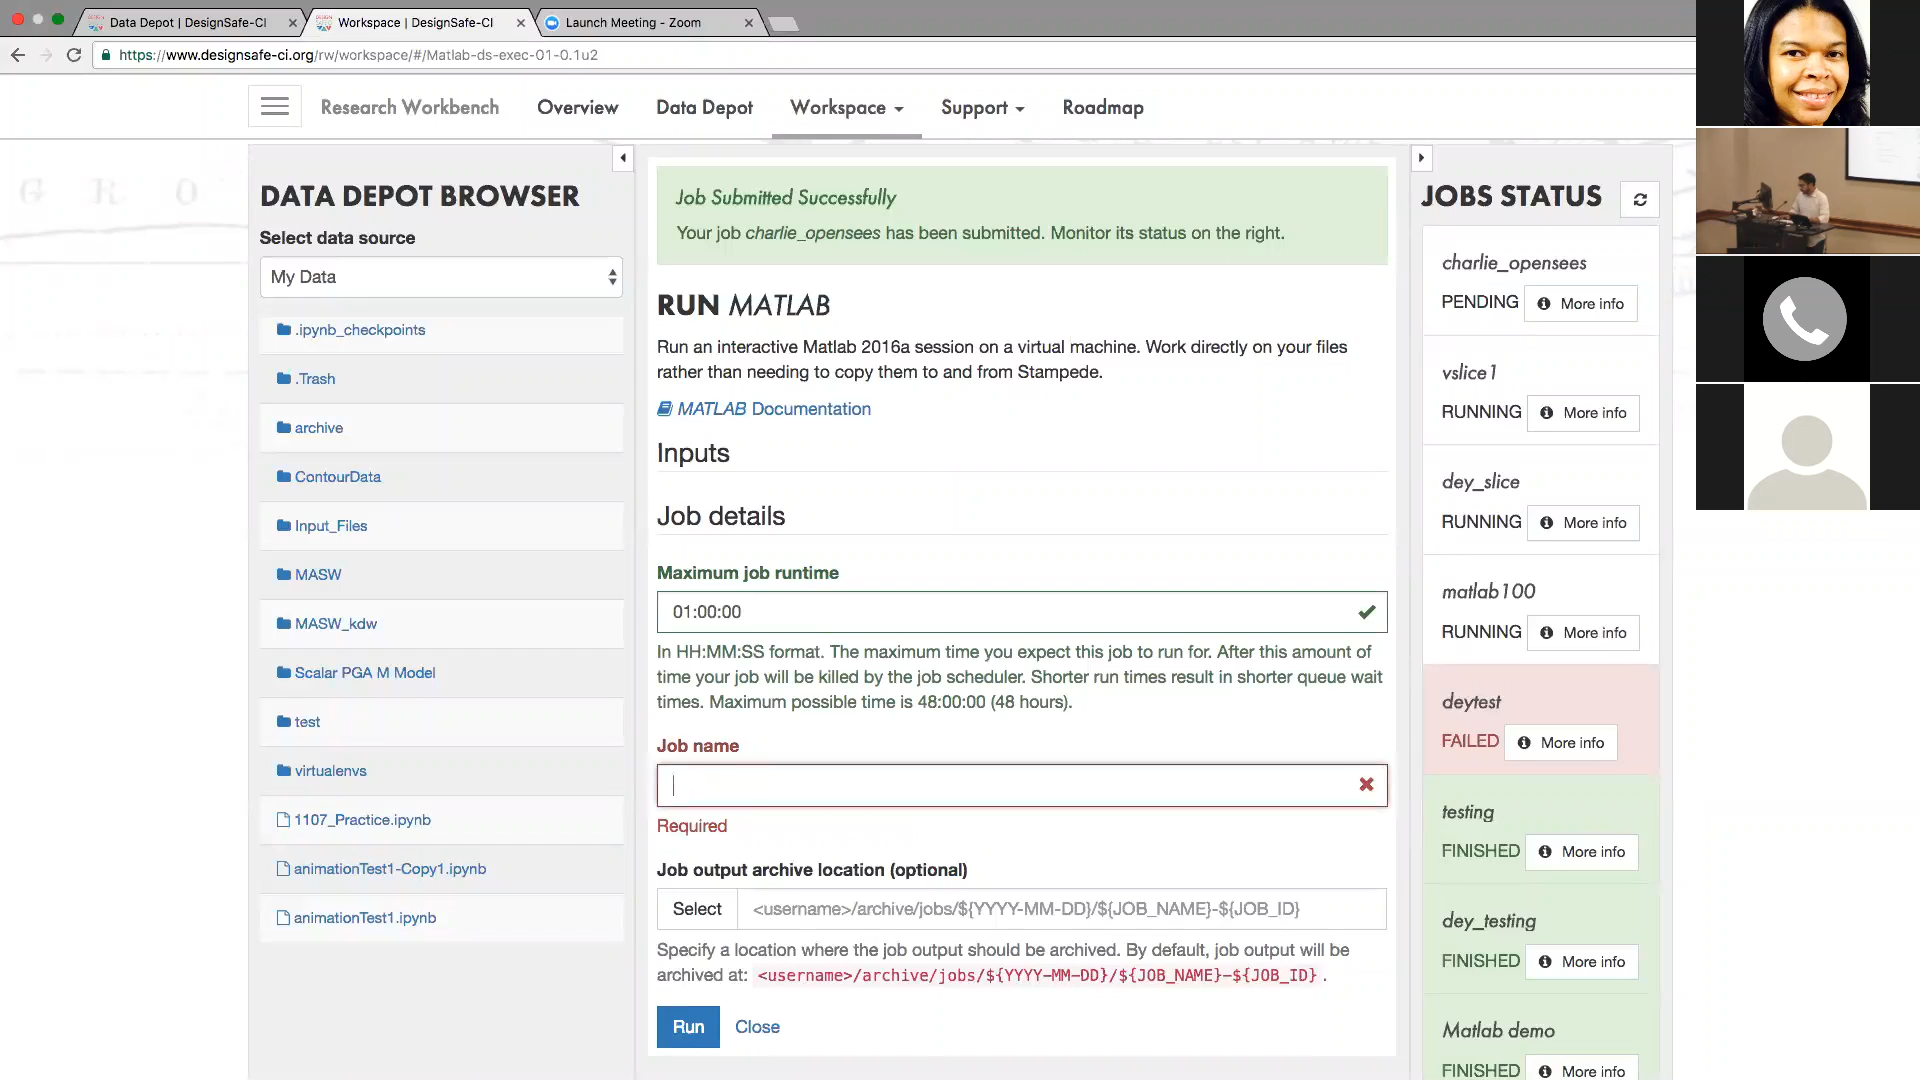 Data Depot | DesignSafe-CI
Workspace | DesignSafe-CI
Launch Meeting - Zoom
https://www.designsafe-ci.org/rw/workspace/#/Matlab-ds-exec-01-0.1u2
Research Workbench
Overview
Data Depot
Workspace
Support
Roadmap
G R O
DATA DEPOT BROWSER
Select data source
My Data
.ipynb_checkpoints
.Trash
archive
ContourData
Input_Files
MASW
MASW_kdw
Scalar PGA M Model
test
virtualenvs
1107_Practice.ipynb
animationTest1-Copy1.ipynb
animationTest1.ipynb
Job Submitted Successfully
Your job charlie_opensees has been submitted. Monitor its status on the right.
RUN MATLAB
Run an interactive Matlab 2016a session on a virtual machine. Work directly on your files
rather than needing to copy them to and from Stampede.
MATLAB Documentation
Inputs
Job details
Maximum job runtime
01:00:00
In HH:MM:SS format. The maximum time you expect this job to run for. After this amount of
time your job will be killed by the job scheduler. Shorter run times result in shorter queue wait
times. Maximum possible time is 48:00:00 (48 hours).
Job name
Required
Job output archive location (optional)
Select
<username>/archive/jobs/${YYYY-MM-DD}/${JOB_NAME}-${JOB_ID}
Specify a location where the job output should be archived. By default, job output will be
archived at: <username>/archive/jobs/${YYYY-MM-DD}/${JOB_NAME}-${JOB_ID} .
Run
Close
JOBS STATUS
charlie_opensees
PENDING
More info
vslice1
RUNNING
More info
dey_slice
RUNNING
More info
matlab100
RUNNING
More info
deytest
FAILED
More info
testing
FINISHED
More info
dey_testing
FINISHED
More info
Matlab demo
FINISHED
More info